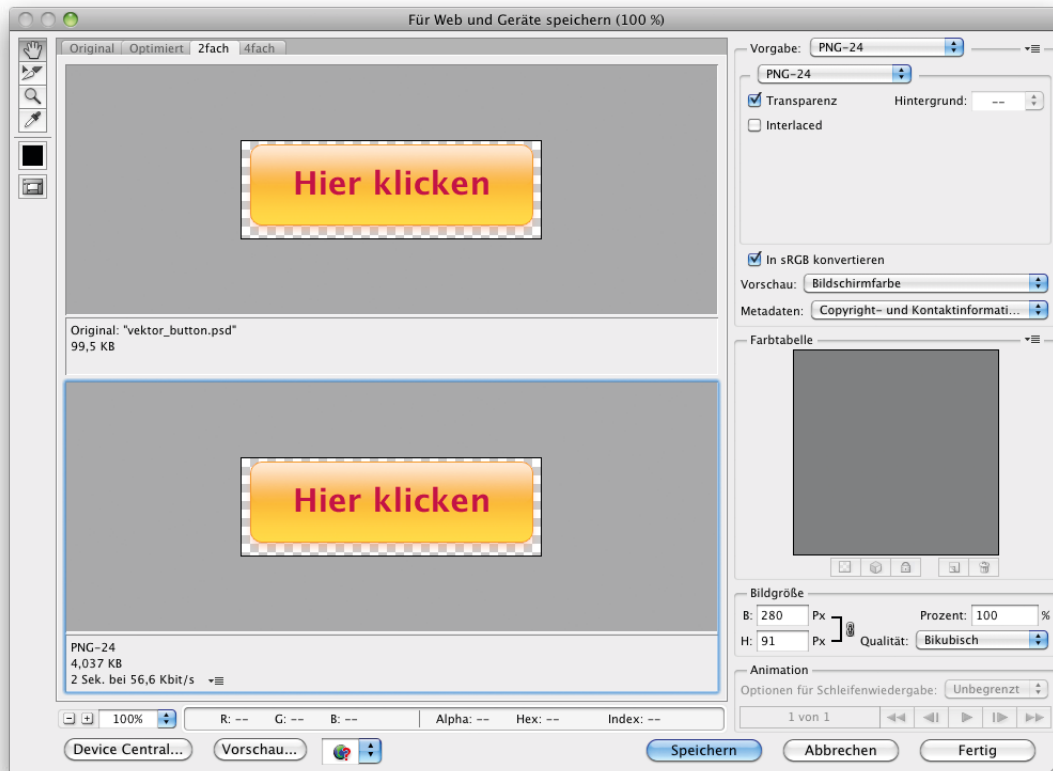 Für Web und Geräte speichern (100 %)
Original Optimiert 2fach 4fach
Hier klicken
Original: "vektor_button.psd"
99,5 KB
Hier klicken
PNG-24
4,037 KB
2 Sek. bei 56,6 Kbit/s
100% R: -- G: -- B: -- Alpha: -- Hex: -- Index: --
Device Central... Vorschau...
Vorgabe: PNG-24
PNG-24
Transparenz Hintergrund: --
Interlaced
In sRGB konvertieren
Vorschau: Bildschirmfarbe
Metadaten: Copyright- und Kontaktinformati...
Farbtabelle
Bildgröße
B: 280 Px Prozent: 100 %
H: 91 Px Qualität: Bikubisch
Animation
Optionen für Schleifenwiedergabe: Unbegrenzt
1 von 1
Speichern Abbrechen Fertig